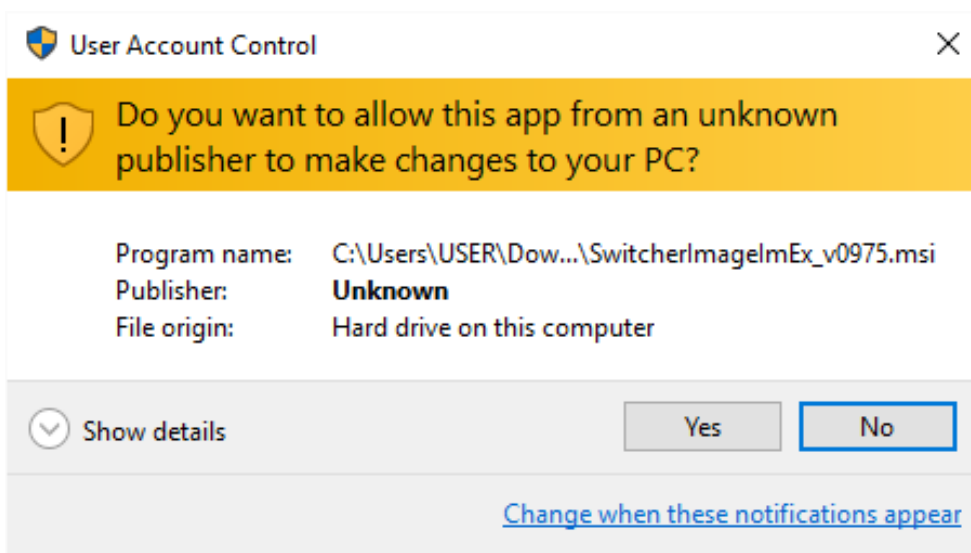 User Account Control
Do you want to allow this app from an unknown
publisher to make changes to your PC?
Program name: C:\Users\USER\Dow...\SwitcherImageImEx_v0975.msi
Publisher: Unknown
File origin: Hard drive on this computer
Show details Yes No
Change when these notifications appear